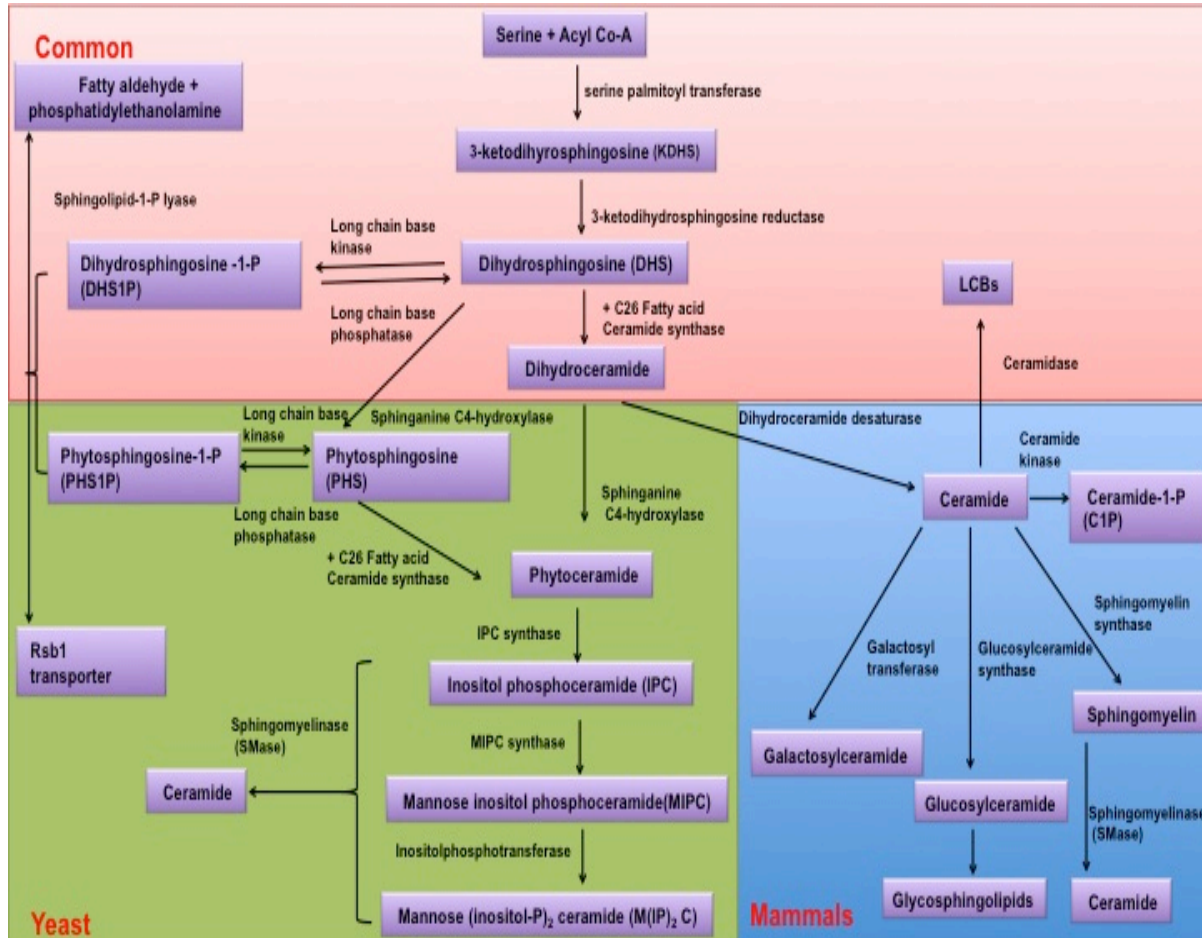 Common
Serine + Acyl Co-A
Fatty aldehyde +
phosphatidylethanolamine
serine palmitoyl transferase
3-ketodihyrosphingosine (KDHS)
Sphingolipid-1-P lyase
3-ketodihydrosphingosine reductase
Long chain base
kinase
Dihydrosphingosine -1-P
(DHS1P)
Dihydrosphingosine (DHS)
LCBs
Long chain base
phosphatase
+ C26 Fatty acid
Ceramide synthase
Dihydroceramide
Ceramidase
Long chain base
kinase
Sphinganine C4-hydroxylase
Dihydroceramide desaturase
Phytosphingosine-1-P
(PHS1P)
Phytosphingosine
(PHS)
Ceramide
kinase
Sphinganine
C4-hydroxylase
Ceramide
Ceramide-1-P
(C1P)
Long chain base
phosphatase
+ C26 Fatty acid
Ceramide synthase
Phytoceramide
Rsb1
transporter
IPC synthase
Galactosyl
transferase
Glucosylceramide
synthase
Sphingomyelin
synthase
Inositol phosphoceramide (IPC)
Sphingomyelin
Sphingomyelinase
(SMase)
MIPC synthase
Galactosylceramide
Ceramide
Mannose inositol phosphoceramide(MIPC)
Glucosylceramide
Sphingomyelinase
(SMase)
Inositolphosphotransferase
Glycosphingolipids
Ceramide
Mannose (inositol-P)₂ ceramide (M(IP)₂ C)
Yeast
Mammals